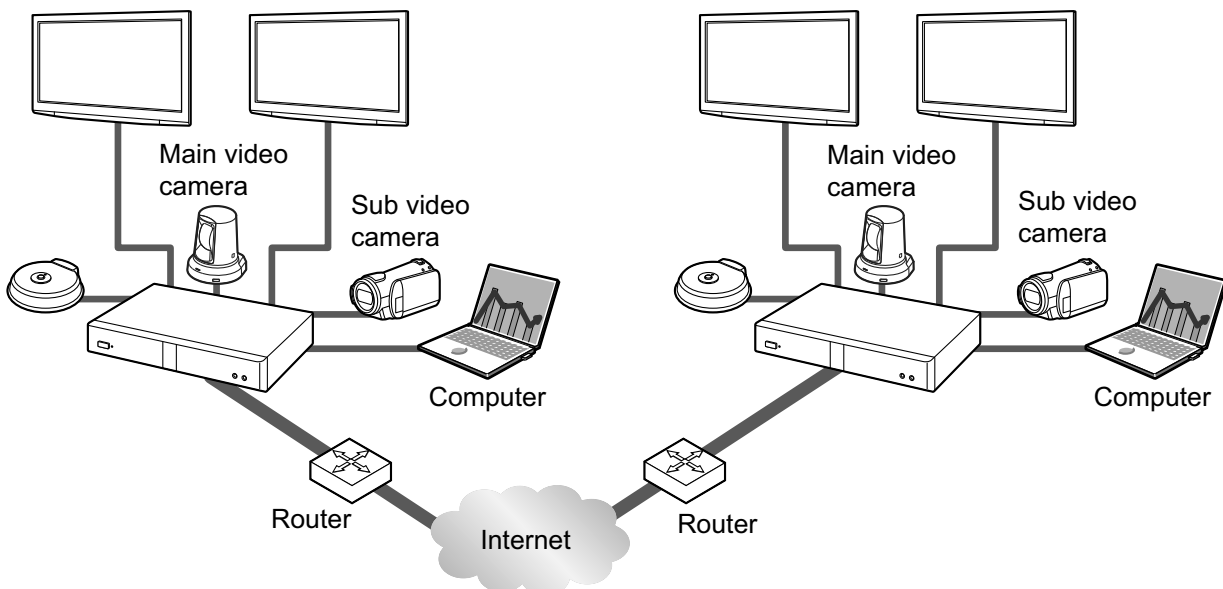 Main video
camera
Sub video
camera
Computer
Router
Internet
Router
Main video
camera
Sub video
camera
Computer